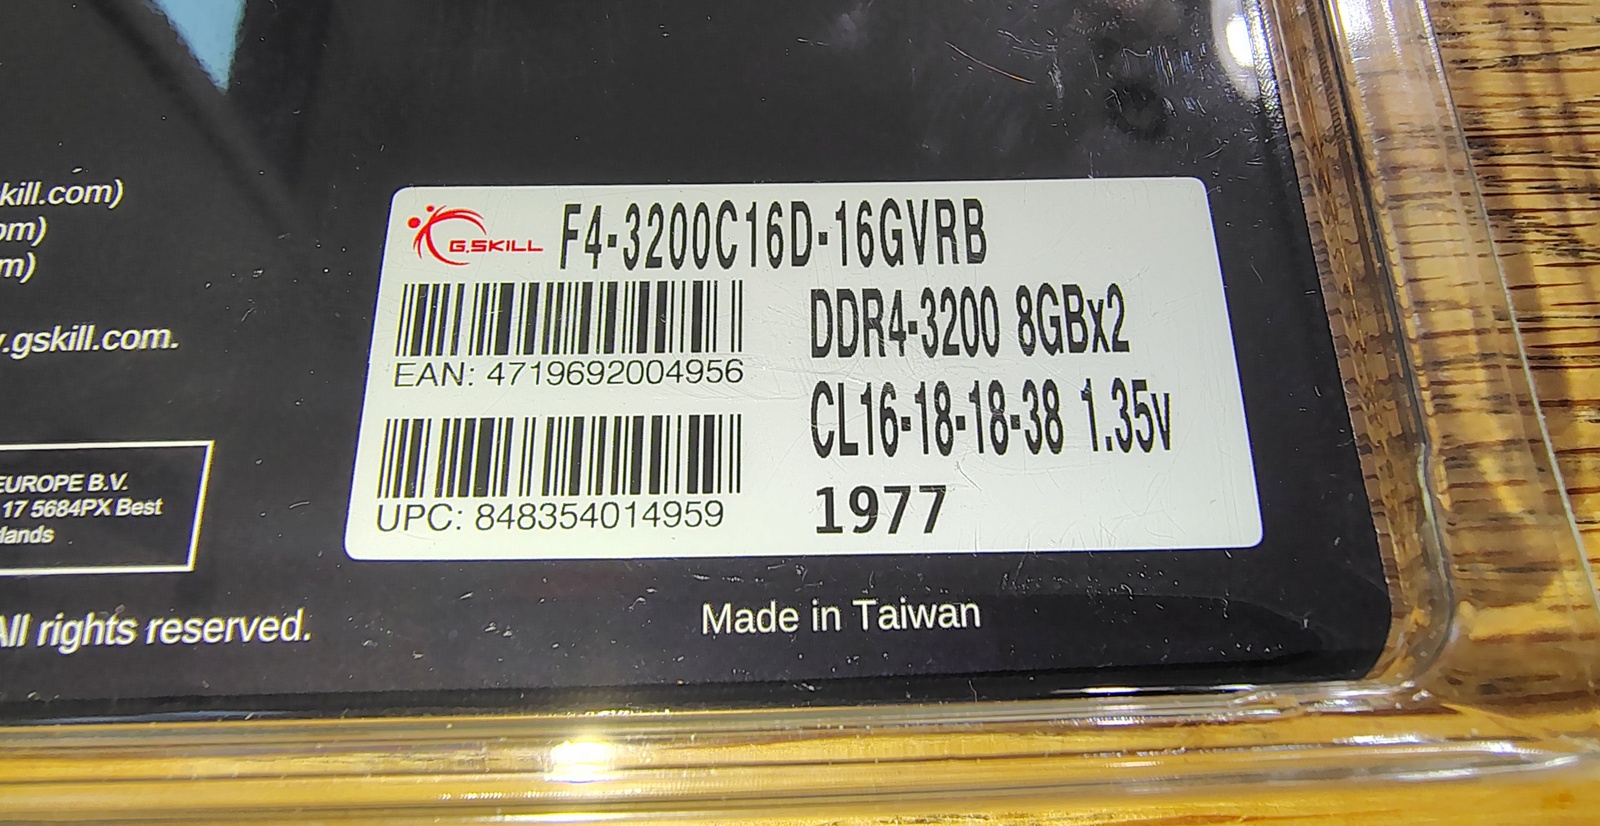 kill.com)
om)
m)
.gskill.com.
EUROPE B.V.
17 5684PX Best
lands
All rights reserved.
G.SKILL F4-3200C16D-16GVRB
DDR4-3200 8GBx2
EAN: 4719692004956
CL16-18-18-38 1.35v
UPC: 848354014959
1977
Made in Taiwan